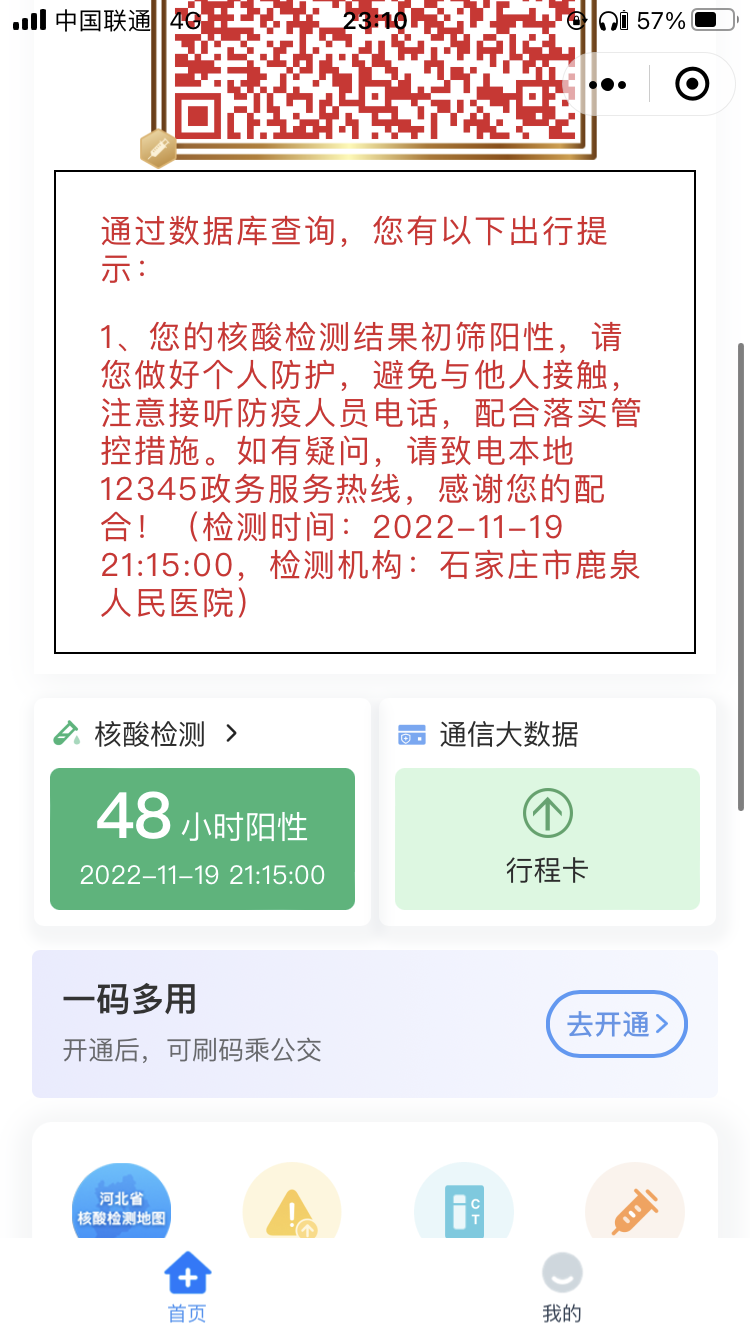 中国联通 4G 23:10 57%
通过数据库查询，您有以下出行提
示：
1、您的核酸检测结果初筛阳性，请
您做好个人防护，避免与他人接触，
注意接听防疫人员电话，配合落实管
控措施。如有疑问，请致电本地
12345政务服务热线，感谢您的配
合！（检测时间：2022-11-19
21:15:00，检测机构：石家庄市鹿泉
人民医院）
核酸检测
通信大数据
48 小时阳性
2022-11-19 21:15:00
行程卡
一码多用
去开通
开通后，可刷码乘公交
河北省
核酸检测地图
C
T
首页
我的